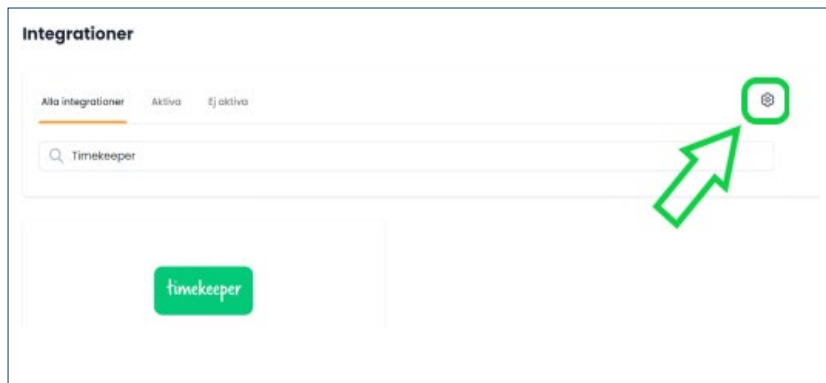 Integrationer
Alla integrationer Aktiva Ej aktiva
Timekeeper
timekeeper